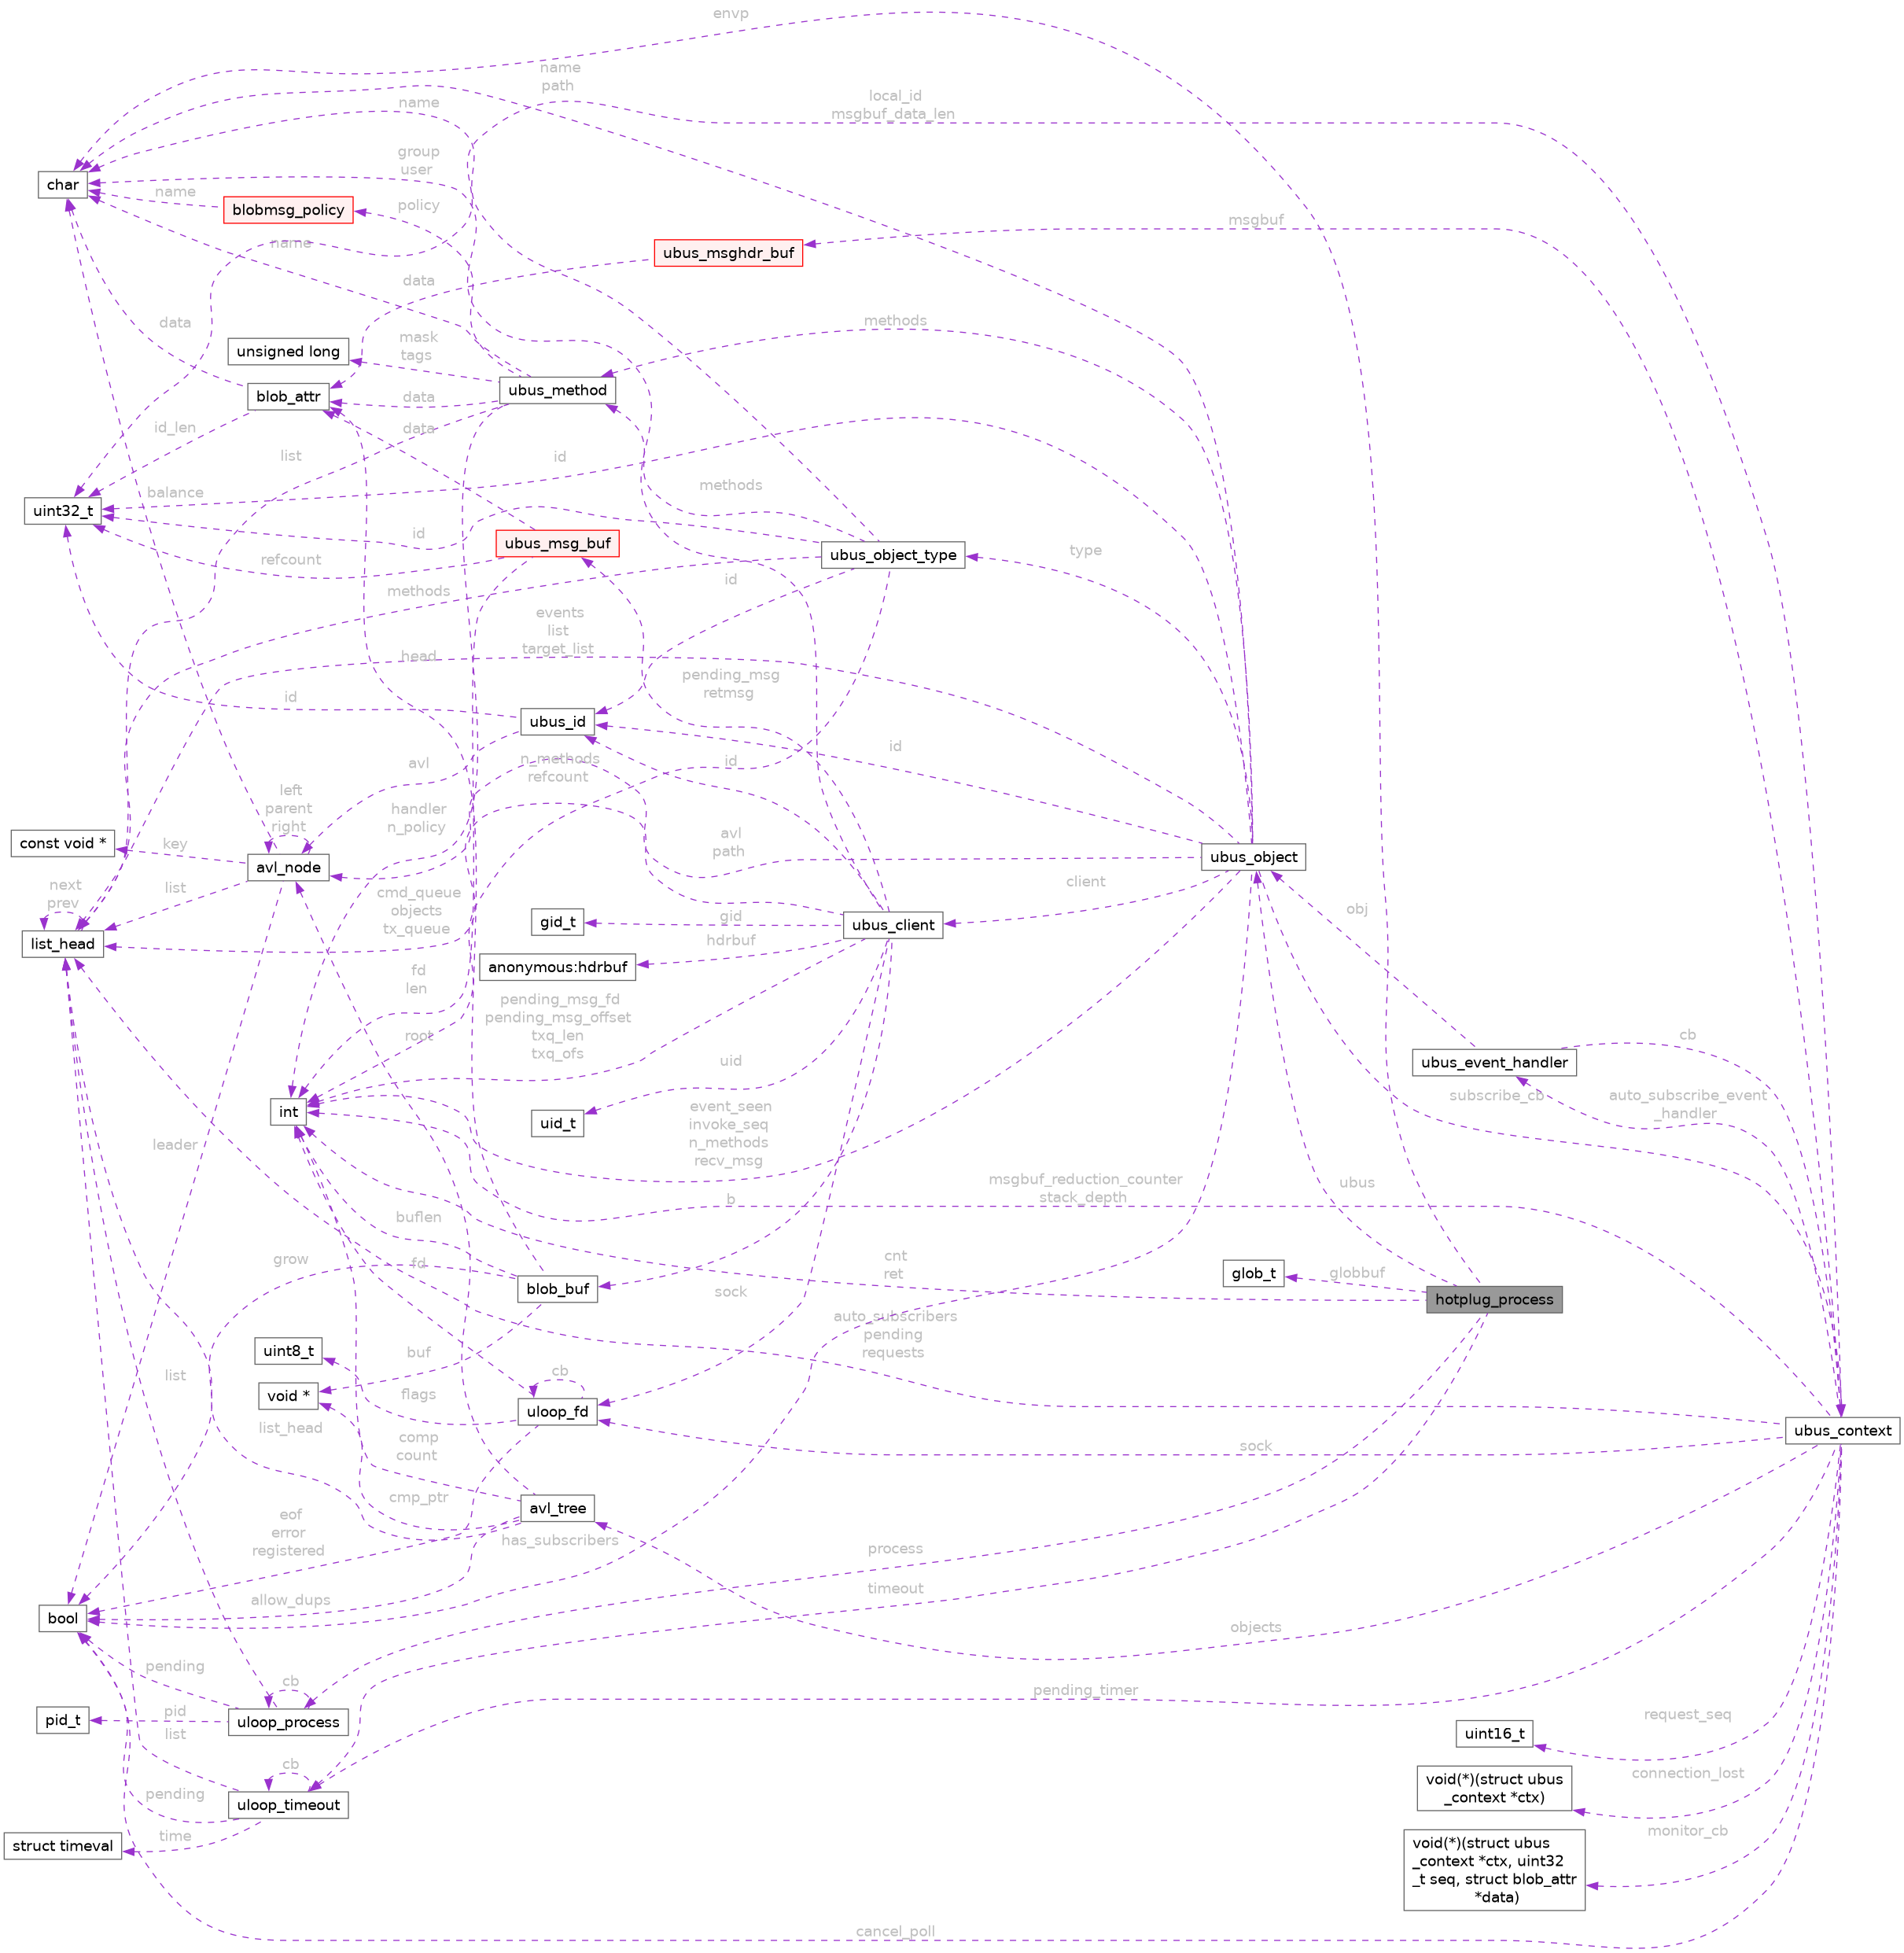 envp
name
path
local_id
msgbuf_data_len
name
group
user
char
name
blobmsg_policy
policy
msgbuf
name
ubus_msghdr_buf
data
methods
data
mask
tags
unsigned long
ubus_method
blob_attr
data
data
id_len
list
id
methods
balance
uint32_t
id
ubus_msg_buf
ubus_object_type
type
refcount
id
methods
events
list
target_list
head
pending_msg
retmsg
id
ubus_id
id
avl
n_methods
refcount
id
left
parent
right
handler
n_policy
const void *
key
avl_node
avl
path
ubus_object
next
prev
list
cmd_queue
objects
tx_queue
client
obj
list_head
gid_t
gid
ubus_client
hdrbuf
anonymous:hdrbuf
fd
len
pending_msg_fd
pending_msg_offset
txq_len
txq_ofs
root
cb
uid
ubus_event_handler
subscribe_cb
auto_subscribe_event
_handler
int
uid_t
event_seen
invoke_seq
n_methods
recv_msg
leader
msgbuf_reduction_counter
stack_depth
ubus
b
buflen
grow
fd
cnt
ret
glob_t
globbuf
blob_buf
sock
hotplug_process
auto_subscribers
pending
requests
uint8_t
buf
cb
list
void *
flags
uloop_fd
list_head
comp
count
sock
ubus_context
cmp_ptr
avl_tree
eof
error
registered
has_subscribers
process
allow_dups
timeout
bool
objects
pending
cb
pid_t
pid
uloop_process
pending_timer
list
request_seq
uint16_t
cb
connection_lost
pending
uloop_timeout
void(*)(struct ubus
_context *ctx)
struct timeval
time
monitor_cb
void(*)(struct ubus
_context *ctx, uint32
_t seq, struct blob_attr
*data)
cancel_poll